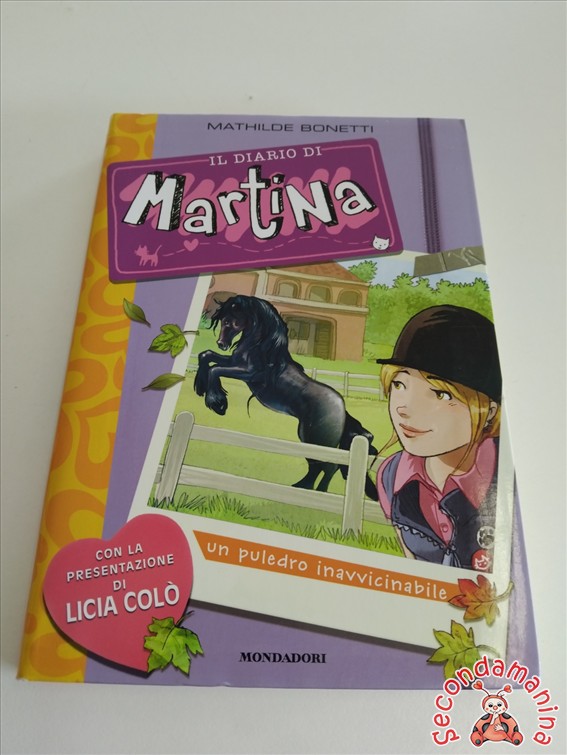 MATHILDE BONETTI
IL DIARIO DI
Martina
CON LA
PRESENTAZIONE
DI
LICIA COLÒ
un puledro inavvicinabile
MONDADORI
Secondamanina